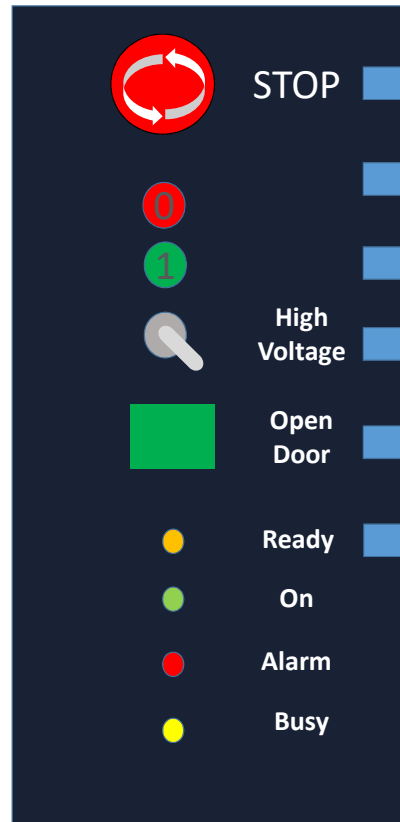 STOP
0
1
High
Voltage
Open
Door
Ready
On
Alarm
Busy